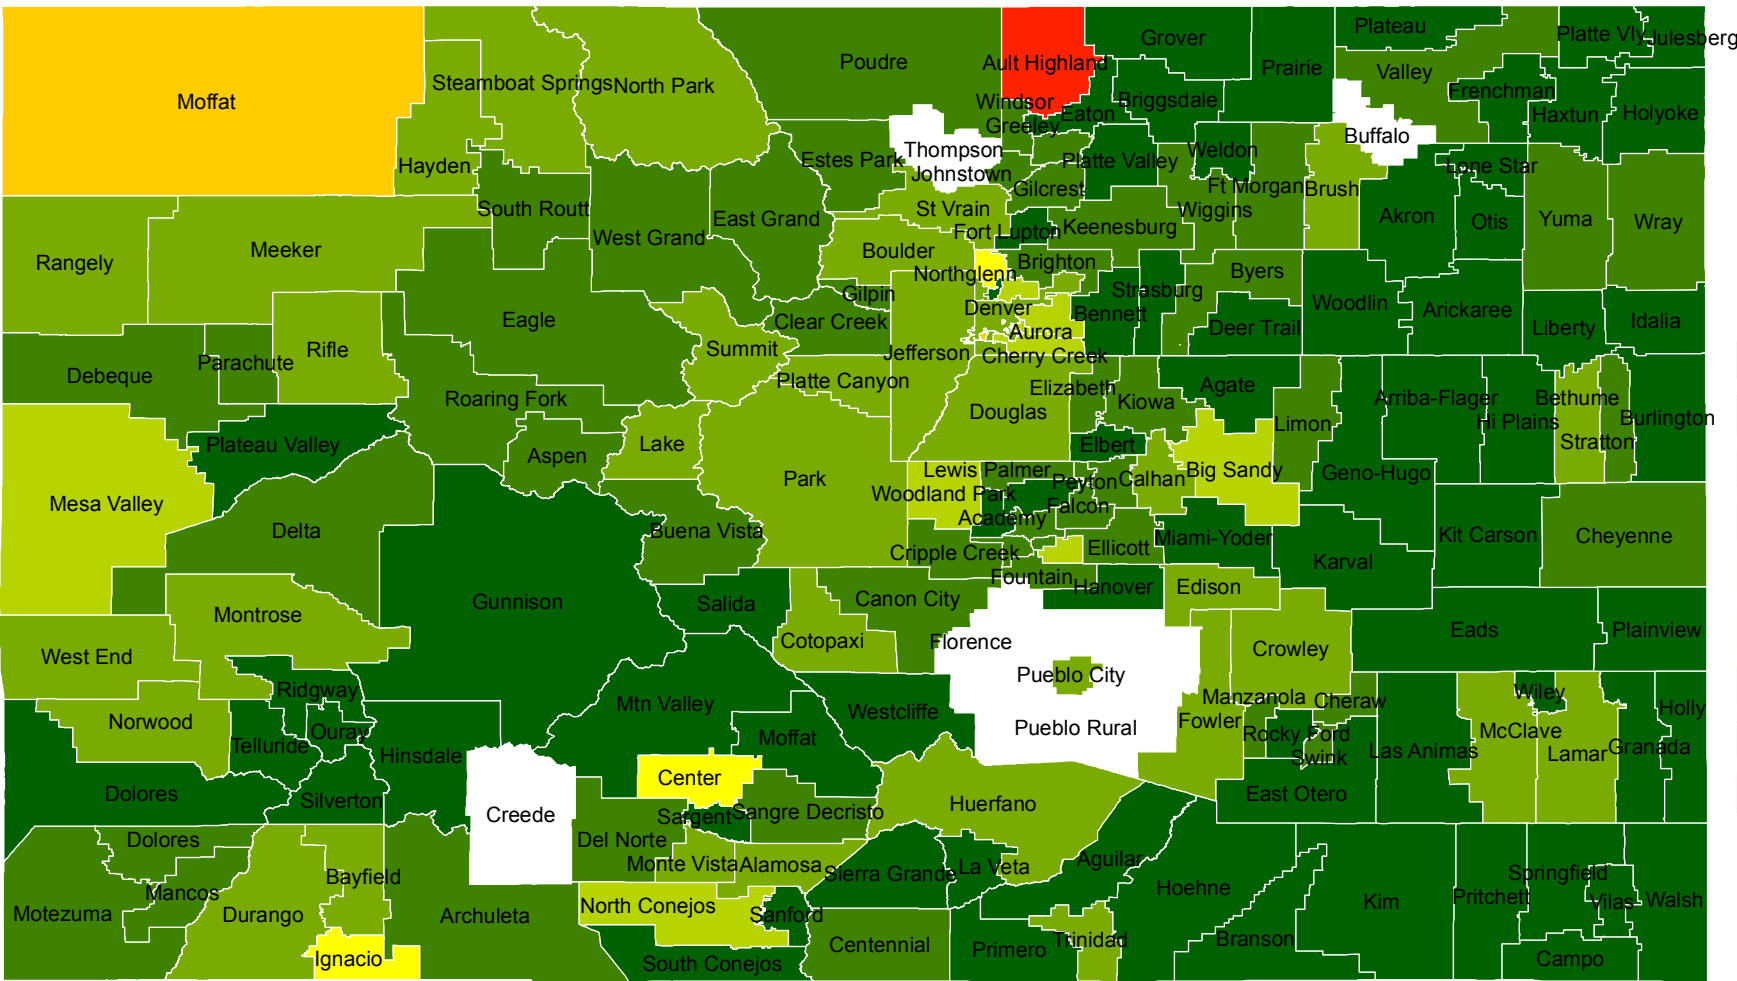 Plateau
Platte Vly
Julesberg
Grover
Poudre
Ault Highland
Prairie
Valley
Steamboat Springs
North Park
Frenchman
Moffat
Windsor
Eaton
Briggsdale
Haxtun
Holyoke
Greeley
Buffalo
Thompson
Weldon
Estes Park
Platte Valley
Hayden
Lone Star
Johnstown
Gilcrest
Ft Morgan
Brush
South Routt
St Vrain
Wiggins
Akron
Otis
Yuma
Wray
East Grand
West Grand
Fort Lupton
Keenesburg
Meeker
Boulder
Rangely
Northglenn
Brighton
Byers
Gilpin
Strasburg
Woodlin
Denver
Arickaree
Eagle
Clear Creek
Bennett
Aurora
Deer Trail
Liberty
Idalia
Rifle
Summit
Parachute
Jefferson
Cherry Creek
Debeque
Platte Canyon
Elizabeth
Agate
Roaring Fork
Kiowa
Arriba-Flager
Bethume
Douglas
Limon
Hi Plains
Burlington
Plateau Valley
Lake
Elbert
Stratton
Aspen
Lewis Palmer
Big Sandy
Geno-Hugo
Park
Peyton
Calhan
Mesa Valley
Woodland Park
Falcon
Academy
Delta
Buena Vista
Miami-Yoder
Kit Carson
Cheyenne
Cripple Creek
Ellicott
Karval
Fountain
Hanover
Edison
Gunnison
Salida
Canon City
Montrose
Cotopaxi
Florence
Eads
Plainview
West End
Crowley
Pueblo City
Ridgway
Mtn Valley
Manzanola
Cheraw
Wiley
Holly
Norwood
Westcliffe
Fowler
Ouray
Pueblo Rural
Rocky Ford
McClave
Telluride
Moffat
Las Animas
Lamar
Granada
Hinsdale
Swink
Center
Dolores
Silverton
Huerfano
East Otero
Creede
Sargent
Sangre Decristo
Dolores
Del Norte
Monte Vista
Alamosa
Sierra Grande
La Veta
Aguilar
Bayfield
Springfield
Mancos
Hoehne
Pritchett
Kim
Vilas
Walsh
Motezuma
Durango
Archuleta
North Conejos
Sanford
Centennial
Primero
Trinidad
Branson
Ignacio
South Conejos
Campo